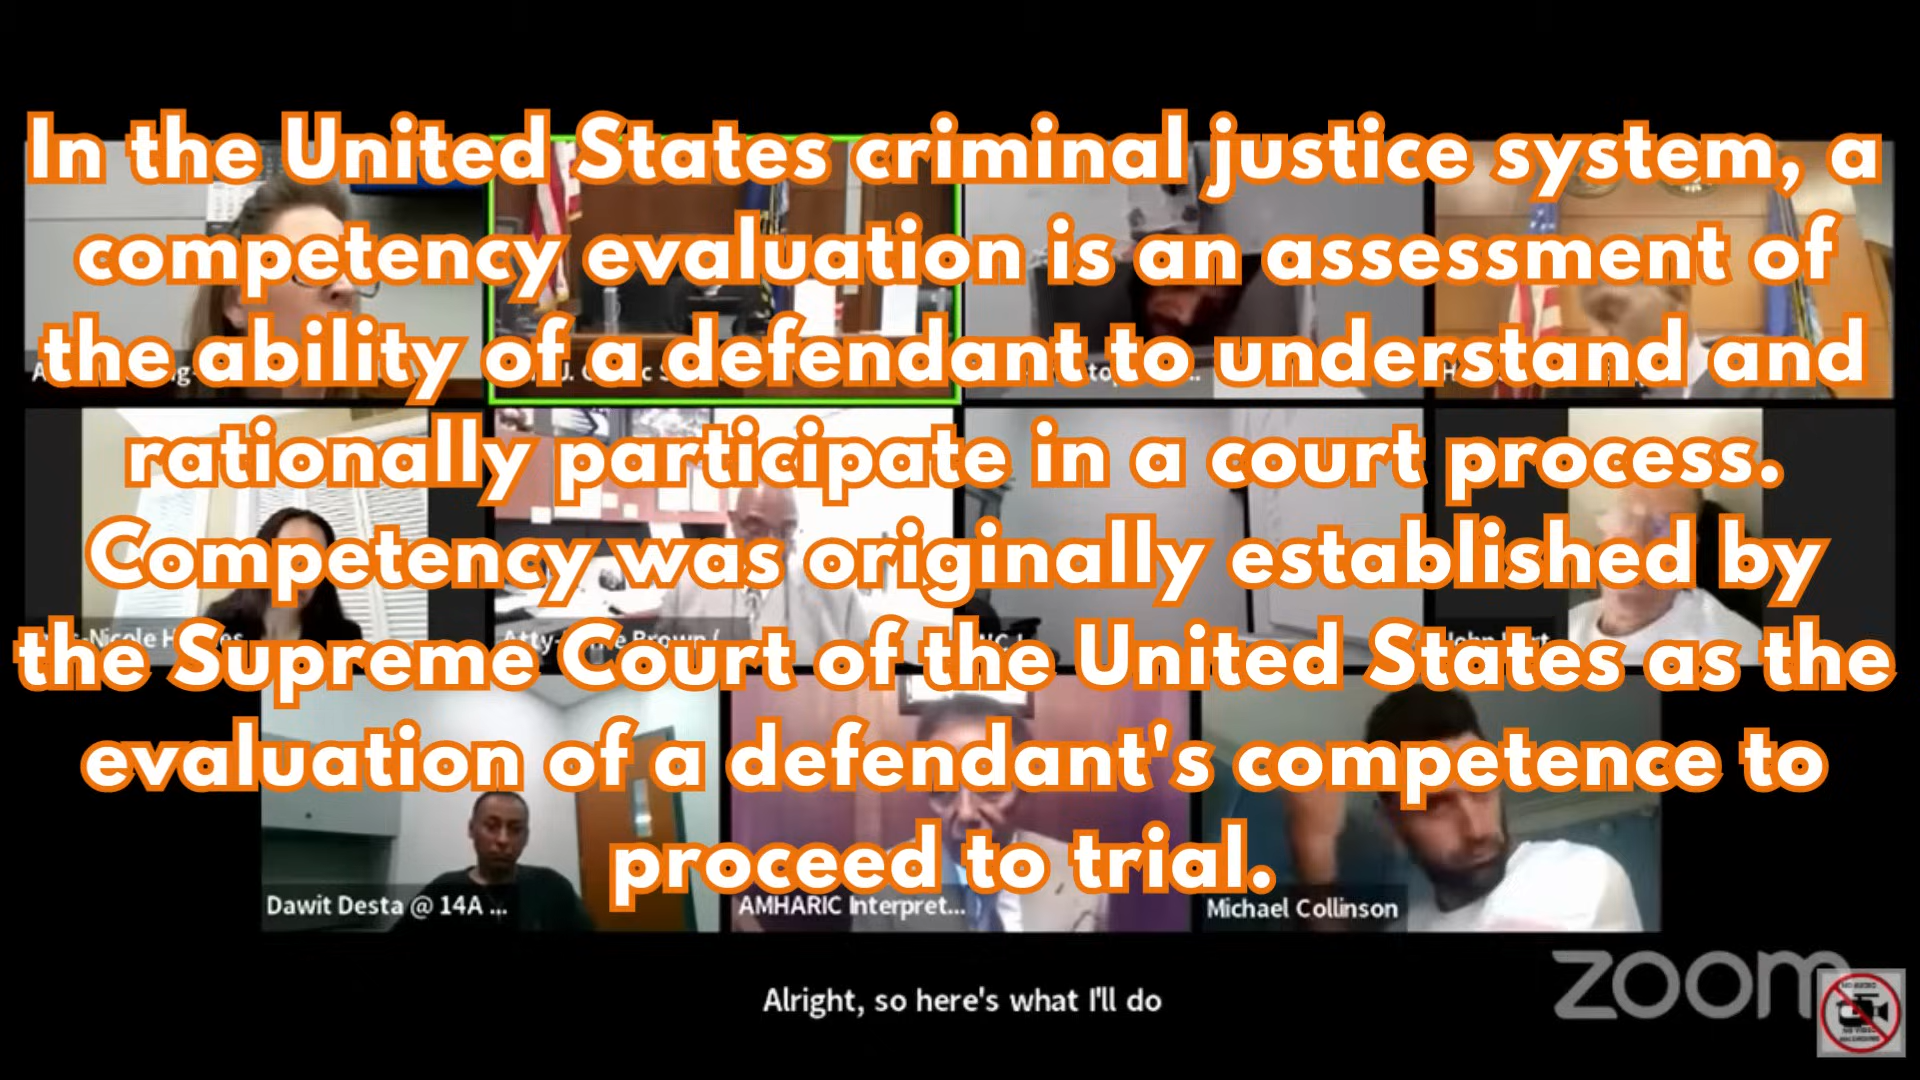 In the United States criminal justice system, a
competency evaluation is an assessment of
the ability of a defendant to understand and
rationally participate in a court process.
Competency was originally established by
the Supreme Court of the United States as the
evaluation of a defendant's competence to
proceed to trial.
Dawit Desta @ 14A ...
AMHARIC Interpret...
Michael Collinson
Alright, so here's what I'll do
zoom